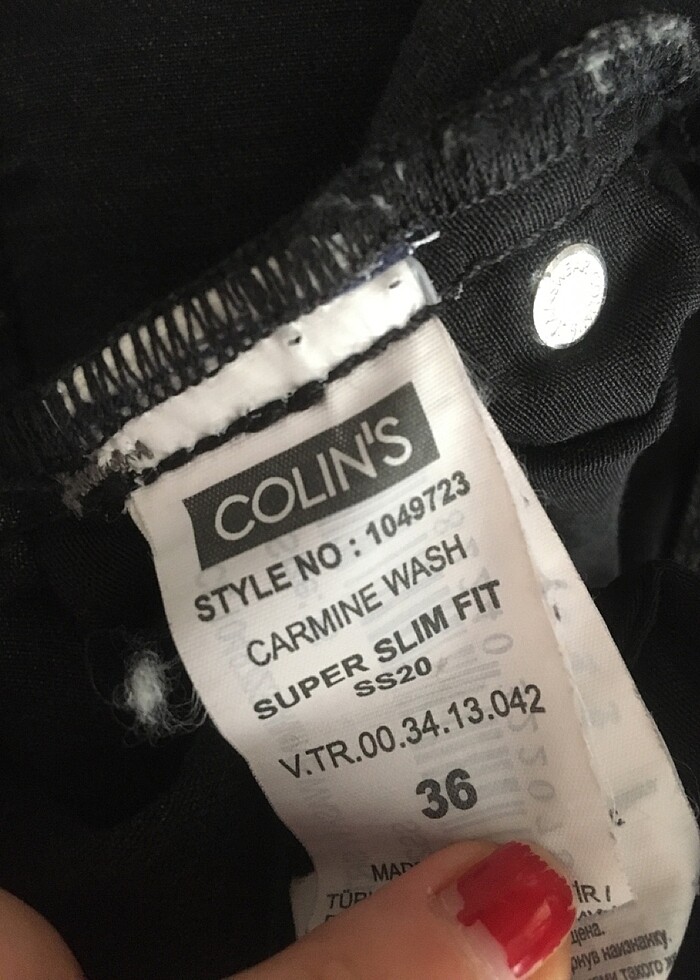 COLIN'S
STYLE NO : 1049723
CARMINE WASH
SUPER SLIM FIT
SS20
V.TR.00.34.13.042
36